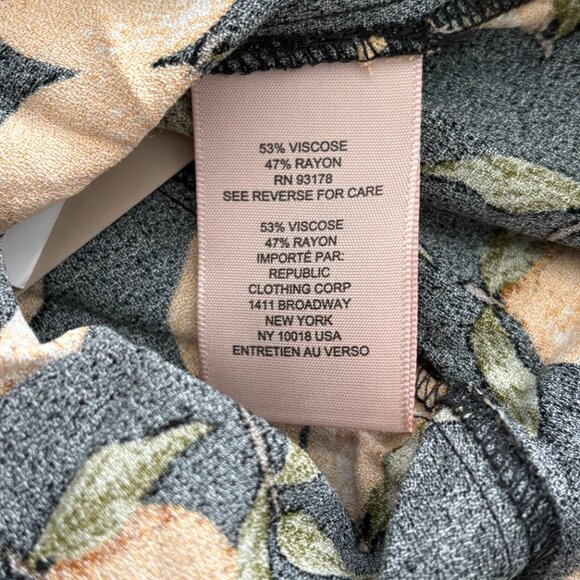 53% VISCOSE
47% RAYON
RN 93178
SEE REVERSE FOR CARE
53% VISCOSE
47% RAYON
IMPORTÉ PAR:
REPUBLIC
CLOTHING CORP
1411 BROADWAY
NEW YORK
NY 10018 USA
ENTRETIEN AU VERSO